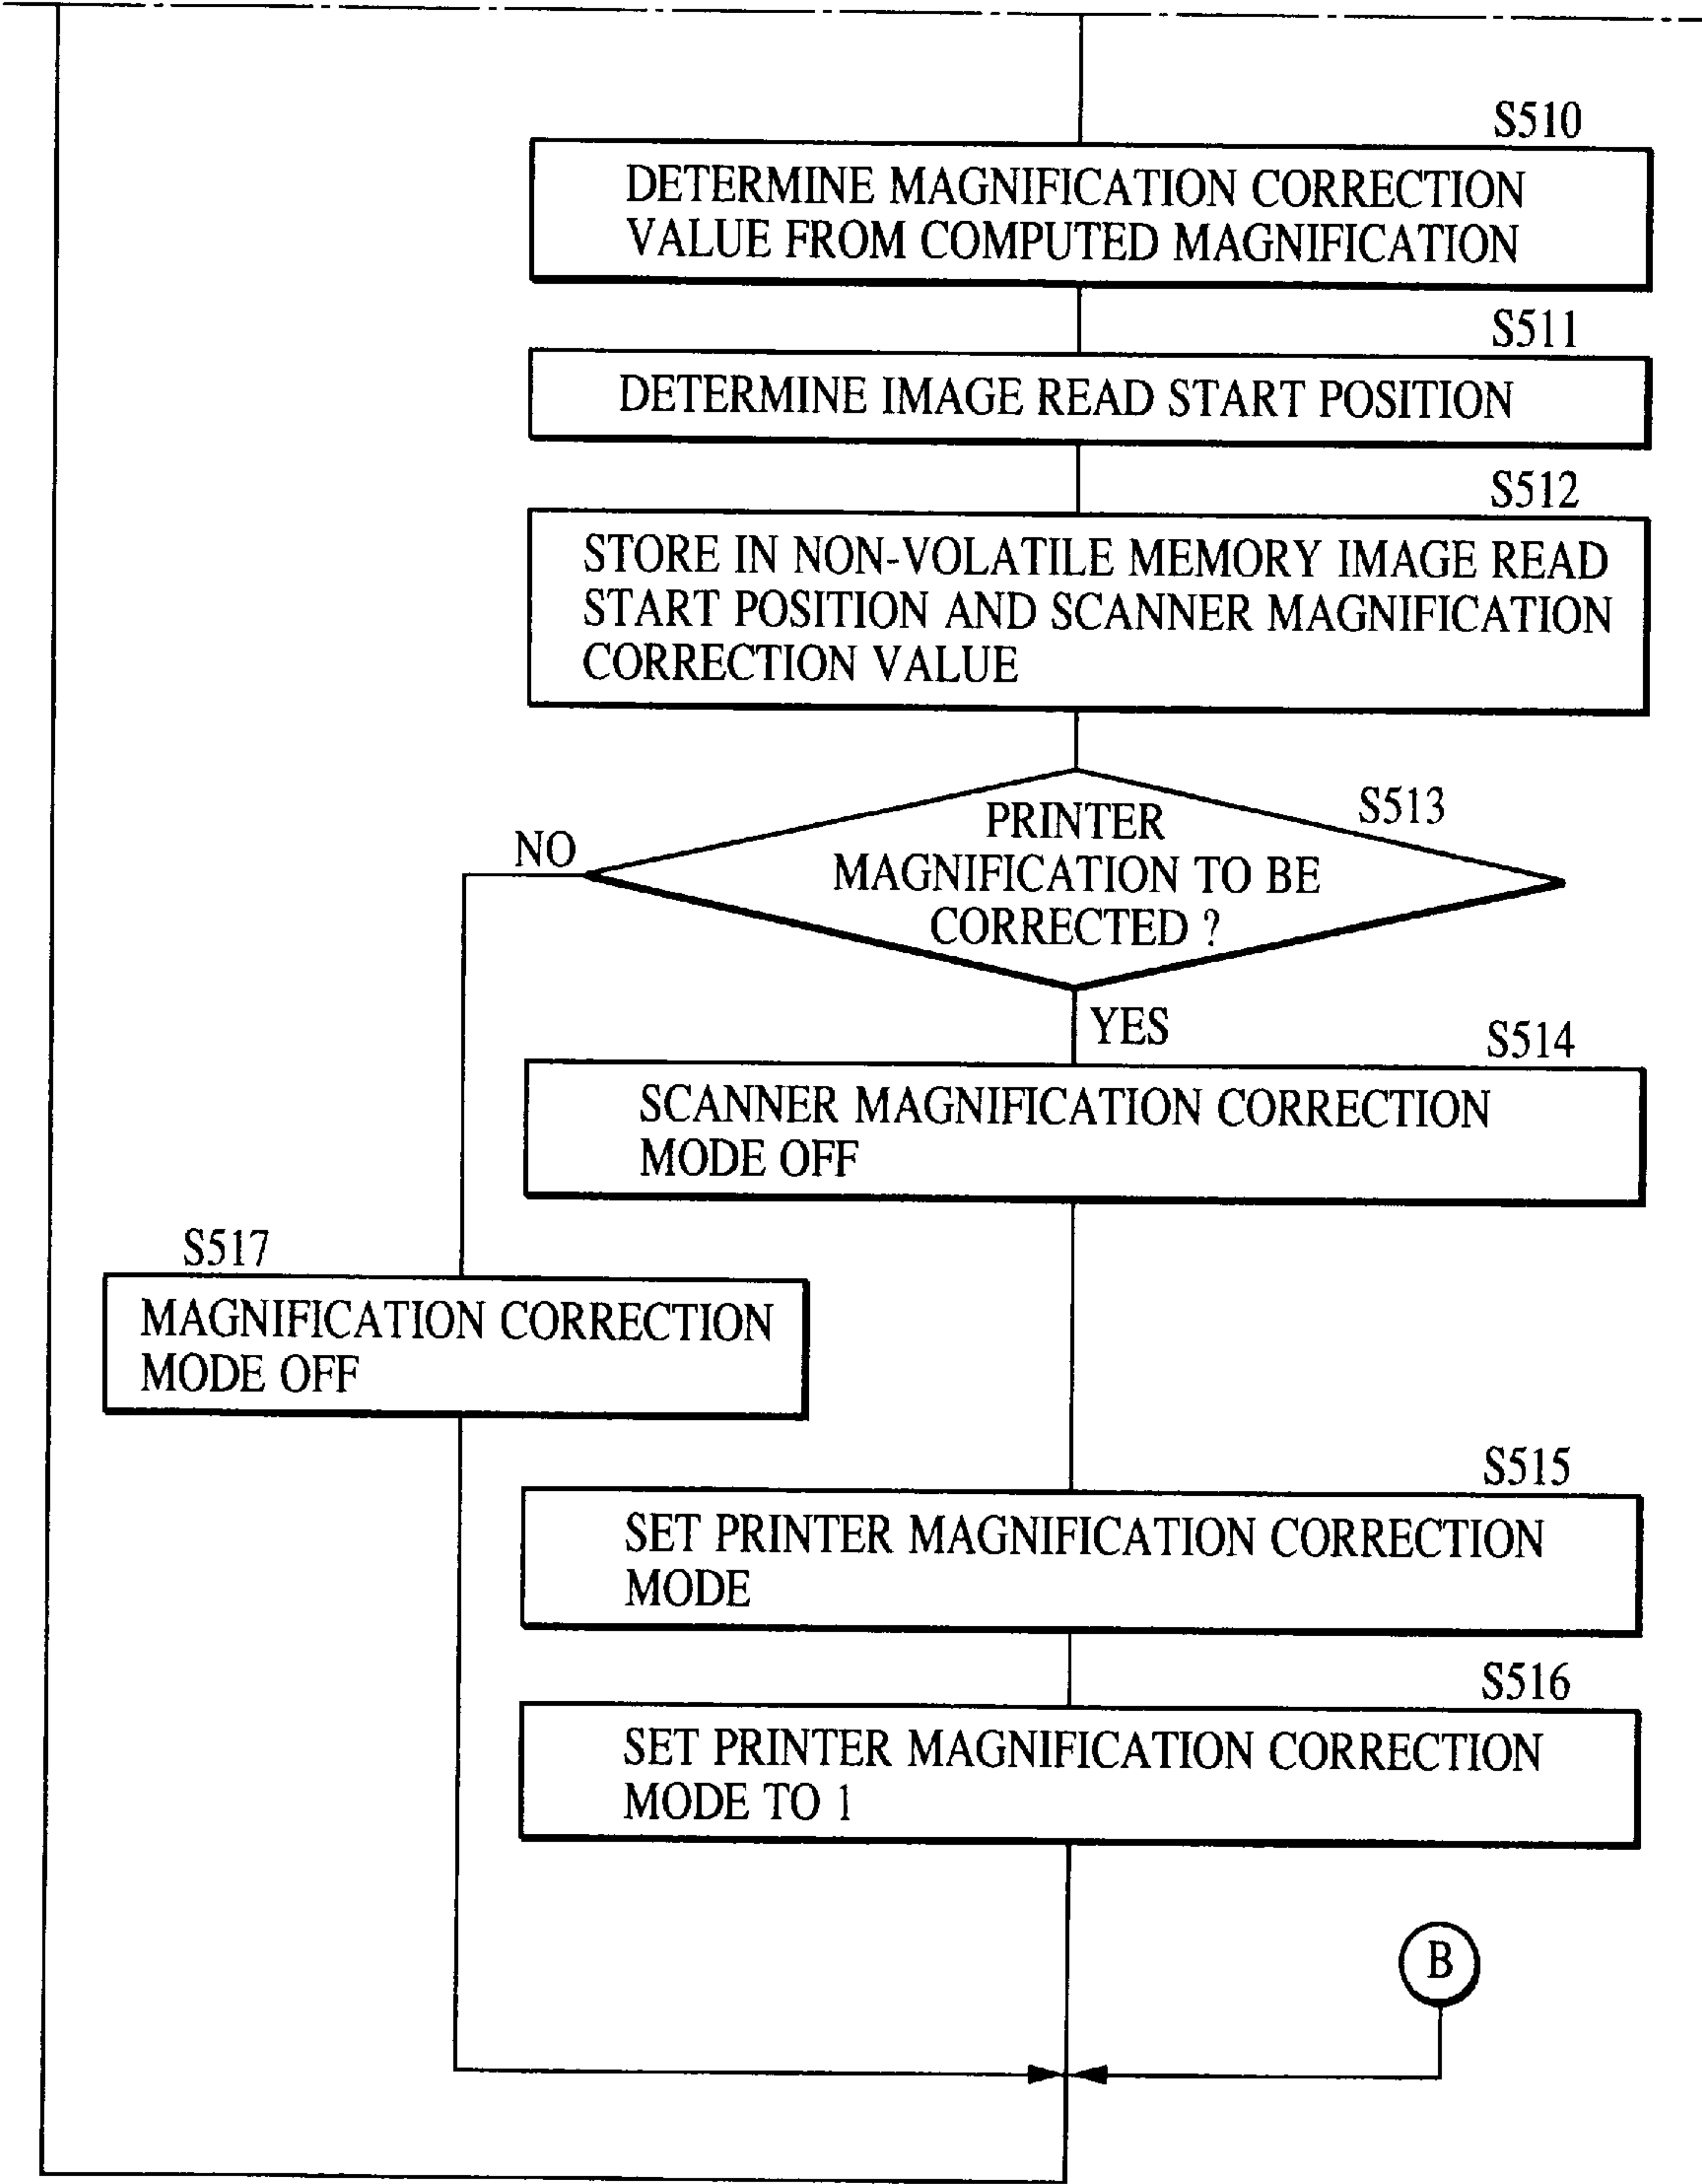 S510
DETERMINE MAGNIFICATION CORRECTION
VALUE FROM COMPUTED MAGNIFICATION
S511
DETERMINE IMAGE READ START POSITION
S512
STORE IN NON-VOLATILE MEMORY IMAGE READ
START POSITION AND SCANNER MAGNIFICATION
CORRECTION VALUE
S513
PRINTER
MAGNIFICATION TO BE
CORRECTED ?
NO
YES
S514
SCANNER MAGNIFICATION CORRECTION
MODE OFF
S517
MAGNIFICATION CORRECTION
MODE OFF
S515
SET PRINTER MAGNIFICATION CORRECTION
MODE
S516
SET PRINTER MAGNIFICATION CORRECTION
MODE TO 1
B